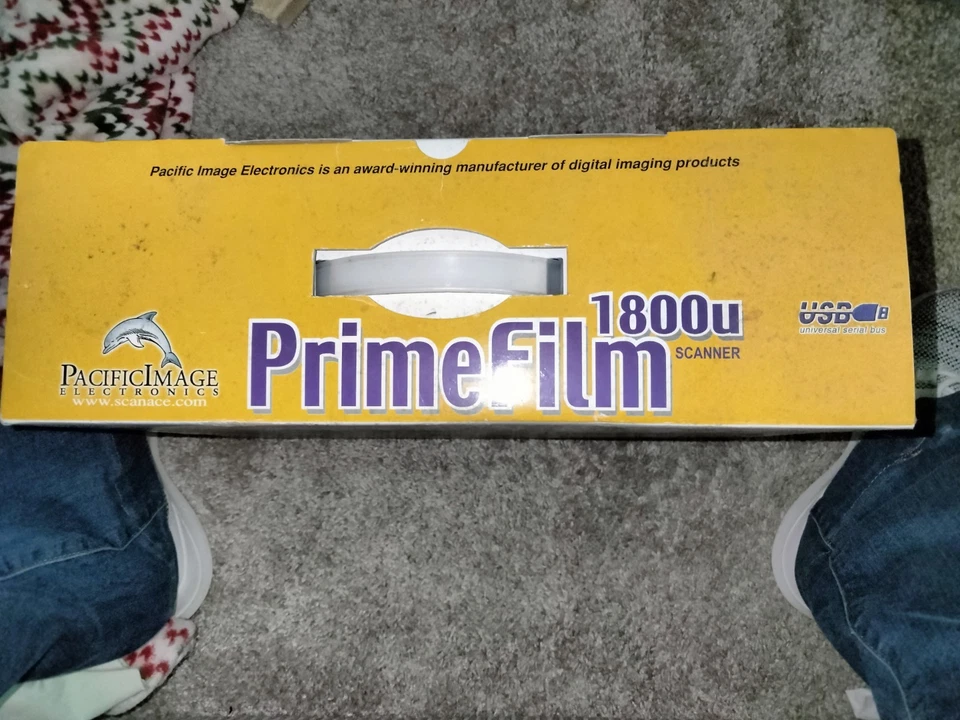 Pacific Image Electronics is an award-winning manufacturer of digital imaging products
1800u
PrimeFilm
SCANNER
USB
universal serial bus
PACIFICIMAGE
ELECTRONICS
www.scanace.com